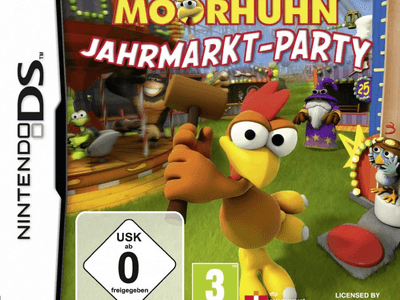 MOORHUHN
JAHRMARKT-PARTY
NINTENDO DS
25
USK
ab
0
freigegeben
3
LICENSED BY